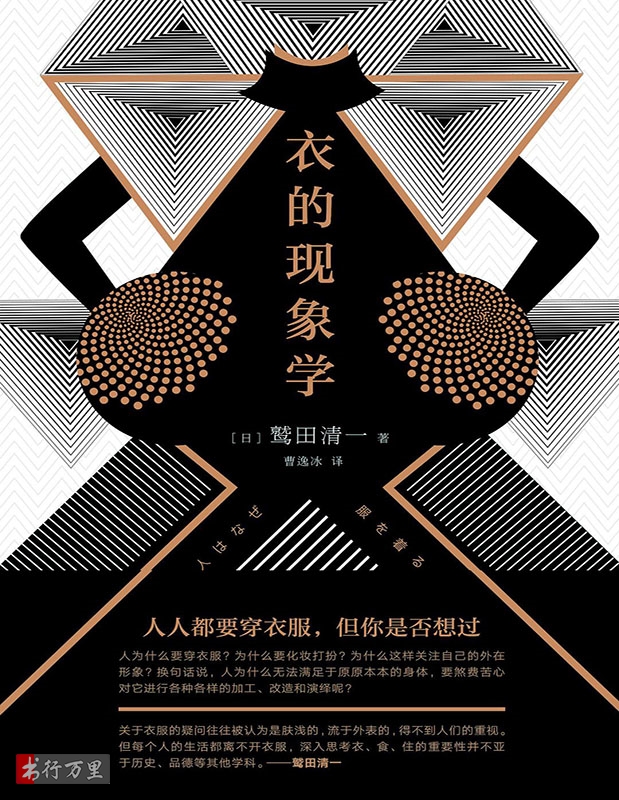 衣的现象学
［日］鹫田清一 著
曹逸冰 译
人はなぜ
服を着る
人人都要穿衣服，但你是否想过
人为什么要穿衣服？为什么要化妆打扮？为什么这样关注自己的外在
形象？换句话说，人为什么无法满足于原原本本的身体，要煞费苦心
对它进行各种各样的加工、改造和演绎呢？
关于衣服的疑问往往被认为是肤浅的，流于外表的，得不到人们的重视。
但每个人的生活都离不开衣服，深入思考衣、食、住的重要性并不亚
于历史、品德等其他学科。——鹫田清一
书行万里